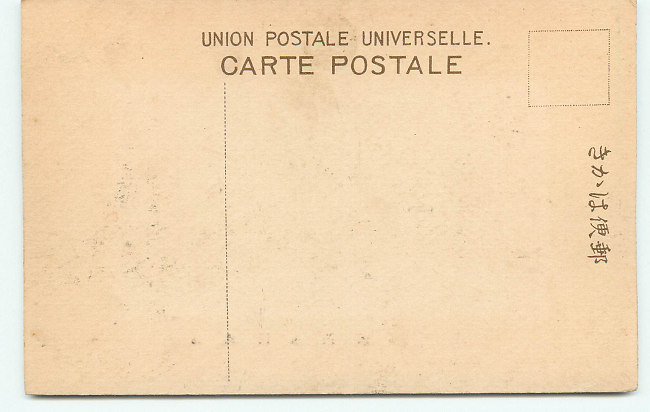 UNION POSTALE UNIVERSELLE.
CARTE POSTALE
郵便はかき